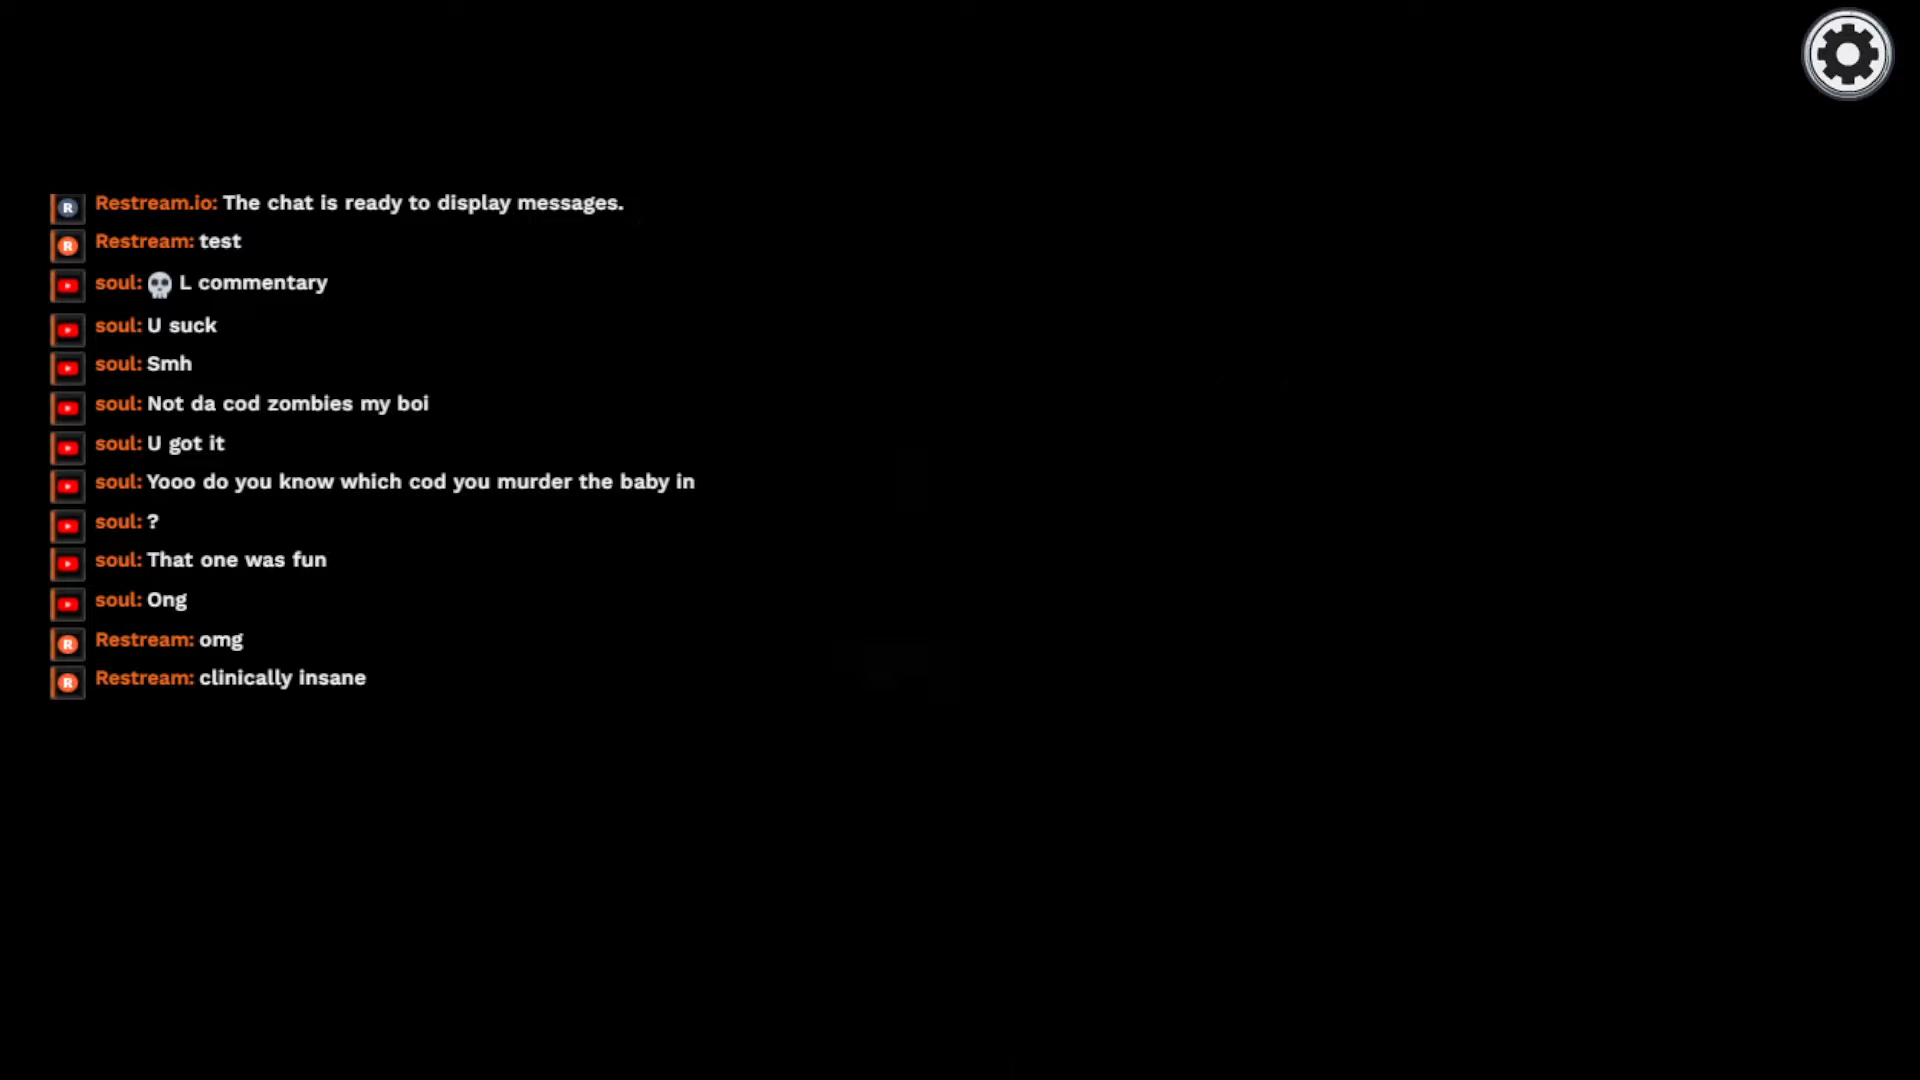 Restream.io: The chat is ready to display messages.
Restream: test
soul: 💀 L commentary
soul: U suck
soul: Smh
soul: Not da cod zombies my boi
soul: U got it
soul: Yooo do you know which cod you murder the baby in
soul: ?
soul: That one was fun
soul: Ong
Restream: omg
Restream: clinically insane